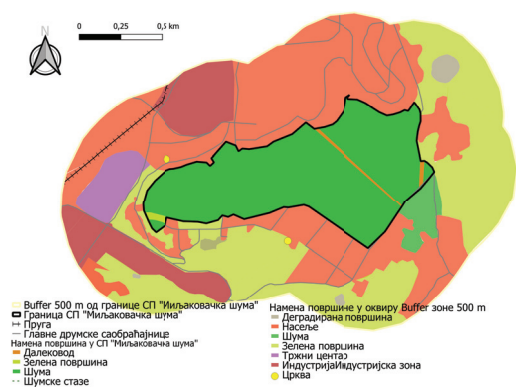 N
0 0,25 0,5 km
Buffer 500 m од границе СП "Миљаковачка шума"
Граница СП "Миљаковачка шума"
Пруга
Главне друмске саобраћајнице
Намена површина у СП "Миљаковачка шума"
Далековод
Зелена површина
Шума
Шумске стазе
Намена површине у оквиру Buffer зоне 500 m
Деградирана површина
Насеље
Шума
Зелена површина
Тржни центар
ИндустријаИндустријска зона
Црква